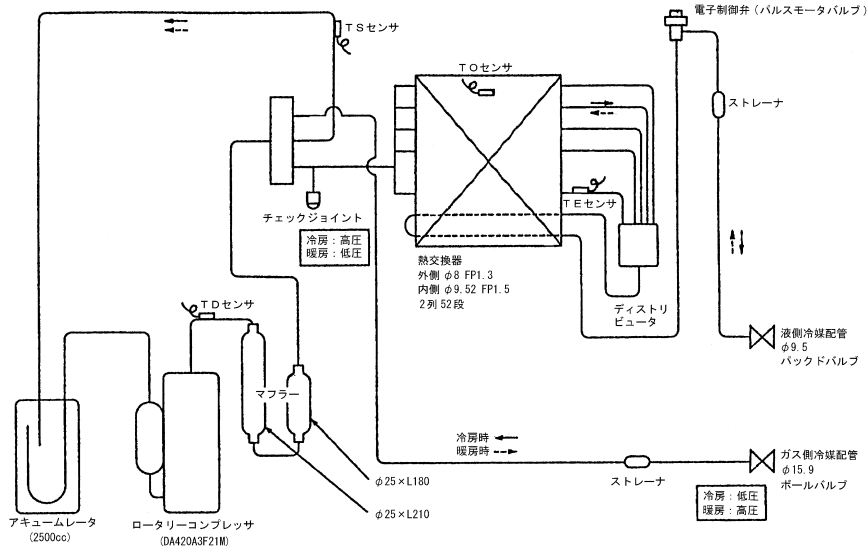 電子制御弁（パルスモータバルブ）
TSセンサ
TOセンサ
ストレーナ
チェックジョイント
冷房：高圧
暖房：低圧
TEセンサ
熱交換器
外側 φ8 FP1.3
内側 φ9.52 FP1.5
2列52段
ディストリ
ビュータ
TDセンサ
液側冷媒配管
φ9.5
パックドバルブ
マフラー
冷房時
暖房時
ガス側冷媒配管
φ15.9
ボールバルブ
ストレーナ
φ25×L180
冷房：低圧
暖房：高圧
φ25×L210
アキュームレータ
(2500cc)
ロータリーコンプレッサ
(DA420A3F21M)